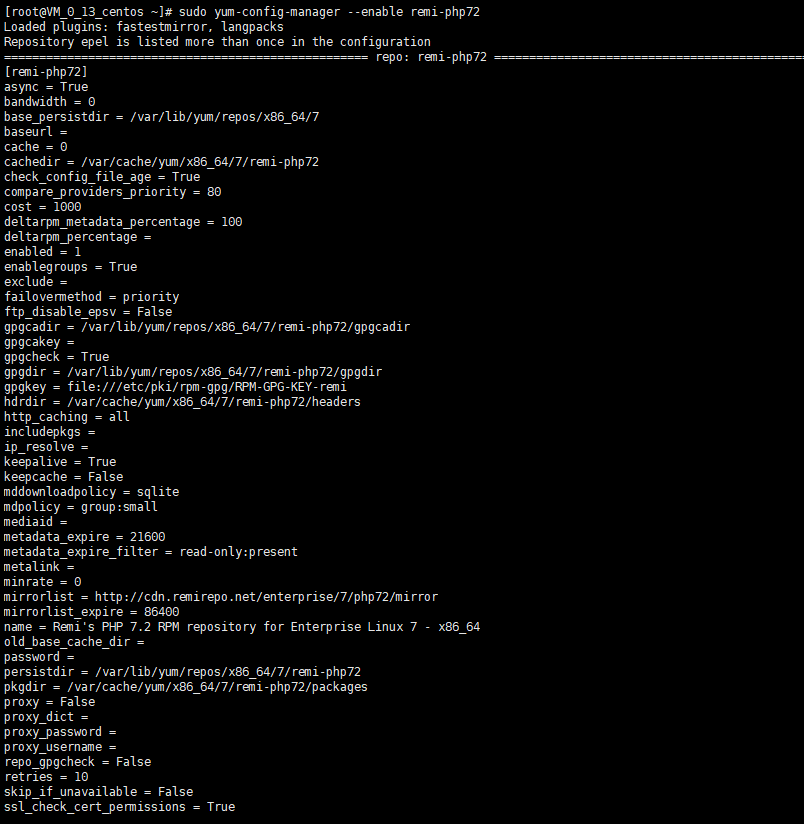 [root@VM_0_13_centos ~]# sudo yum-config-manager --enable remi-php72
Loaded plugins: fastestmirror, langpacks
Repository epel is listed more than once in the configuration
==================================================== repo: remi-php72 =============================================
[remi-php72]
async = True
bandwidth = 0
base_persistdir = /var/lib/yum/repos/x86_64/7
baseurl =
cache = 0
cachedir = /var/cache/yum/x86_64/7/remi-php72
check_config_file_age = True
compare_providers_priority = 80
cost = 1000
deltarpm_metadata_percentage = 100
deltarpm_percentage =
enabled = 1
enablegroups = True
exclude =
failovermethod = priority
ftp_disable_epsv = False
gpgcadir = /var/lib/yum/repos/x86_64/7/remi-php72/gpgcadir
gpgcakey =
gpgcheck = True
gpgdir = /var/lib/yum/repos/x86_64/7/remi-php72/gpgdir
gpgkey = file:///etc/pki/rpm-gpg/RPM-GPG-KEY-remi
hdrdir = /var/cache/yum/x86_64/7/remi-php72/headers
http_caching = all
includepkgs =
ip_resolve =
keepalive = True
keepcache = False
mddownloadpolicy = sqlite
mdpolicy = group:small
mediaid =
metadata_expire = 21600
metadata_expire_filter = read-only:present
metalink =
minrate = 0
mirrorlist = http://cdn.remirepo.net/enterprise/7/php72/mirror
mirrorlist_expire = 86400
name = Remi's PHP 7.2 RPM repository for Enterprise Linux 7 - x86_64
old_base_cache_dir =
password =
persistdir = /var/lib/yum/repos/x86_64/7/remi-php72
pkgdir = /var/cache/yum/x86_64/7/remi-php72/packages
proxy = False
proxy_dict =
proxy_password =
proxy_username =
repo_gpgcheck = False
retries = 10
skip_if_unavailable = False
ssl_check_cert_permissions = True